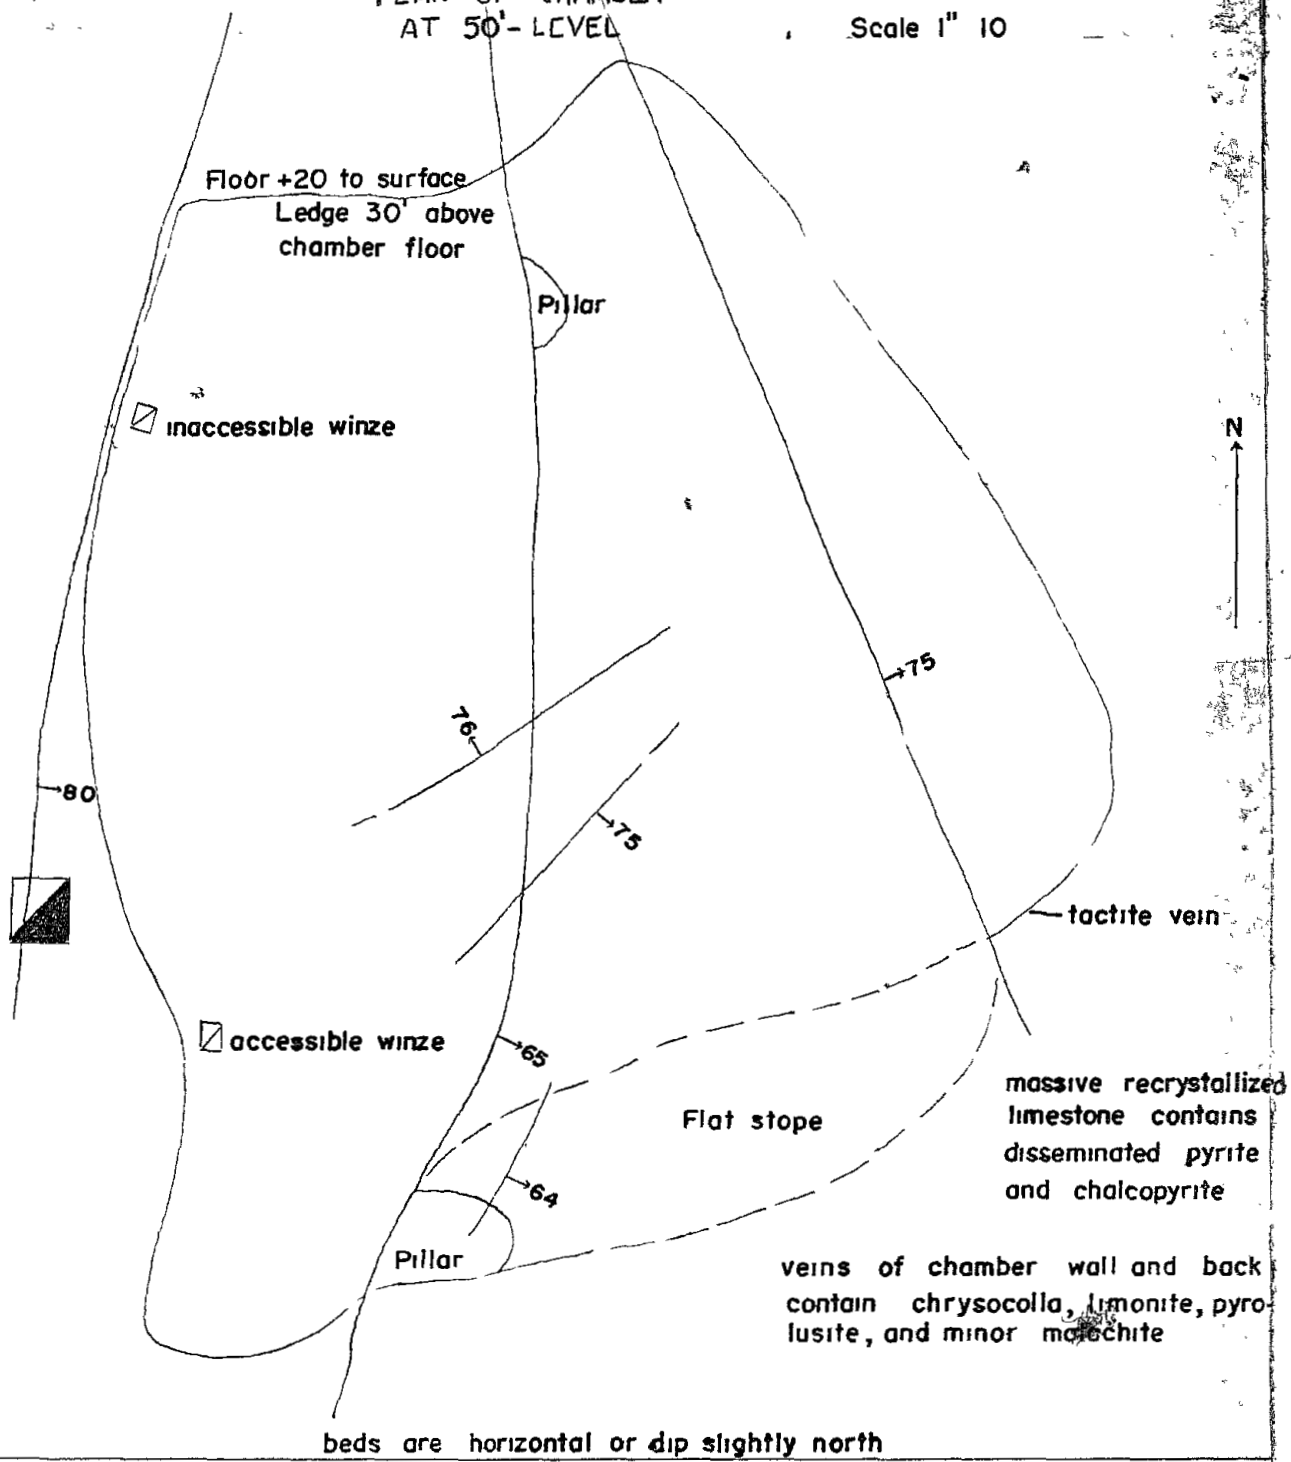 PLAN OF CHAMBER
AT 50'-LEVEL
Scale 1" 10
Floor +20 to surface
Ledge 30' above
chamber floor
Pillar
inaccessible winze
N
75
76
80
75
tactite vein
accessible winze
65
massive recrystallized
limestone contains
disseminated pyrite
and chalcopyrite
Flat stope
64
Pillar
veins of chamber wall and back
contain chrysocolla, limonite, pyro-
lusite, and minor malachite
beds are horizontal or dip slightly north